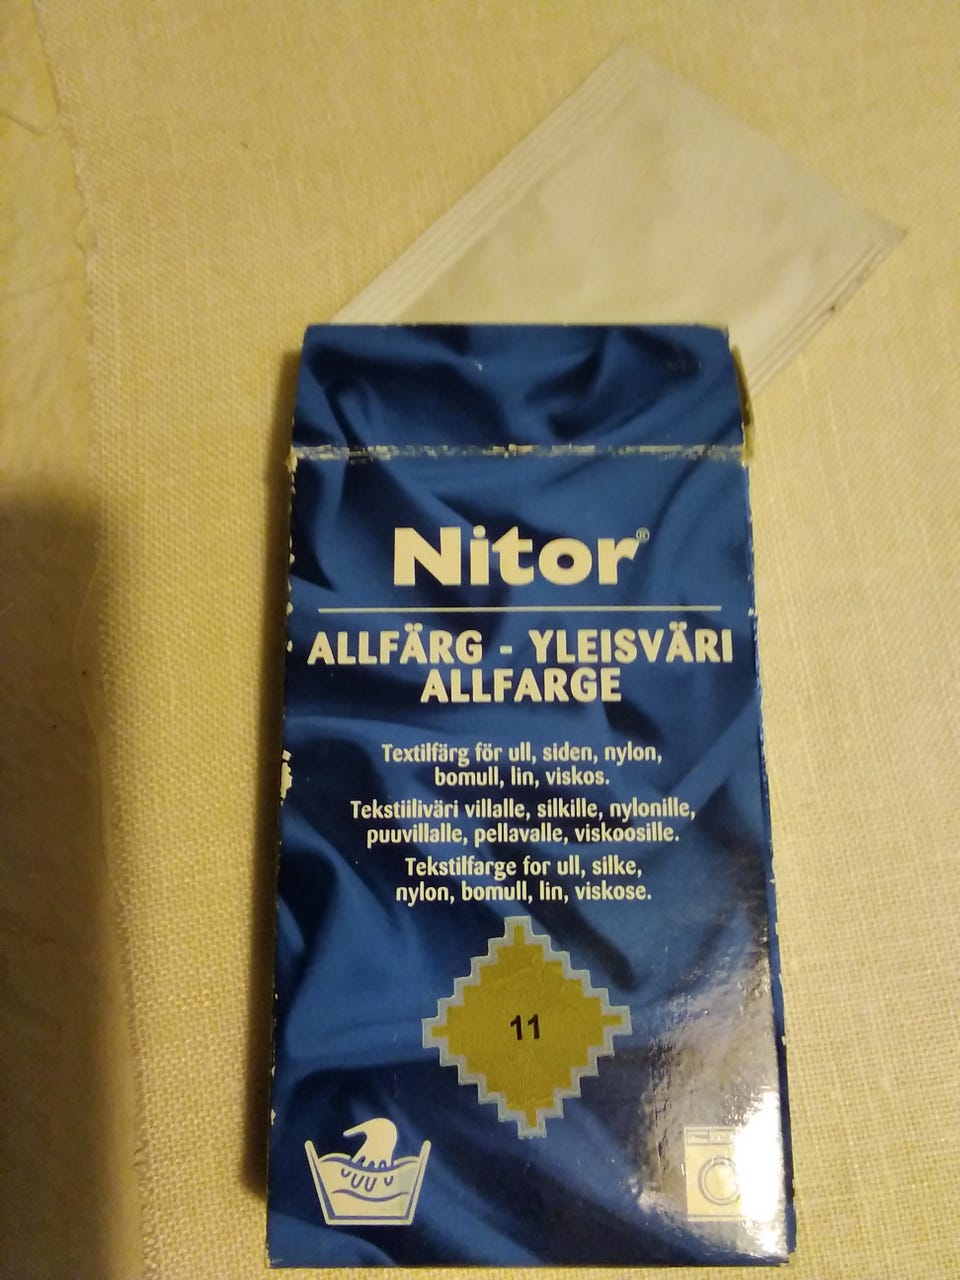 Nitor®
ALLFÄRG - YLEISVÄRI
ALLFARGE
Textilfärg för ull, siden, nylon,
bomull, lin, viskos.
Tekstiiliväri villalle, silkille, nylonille,
puuvillalle, pellavalle, viskoosille.
Tekstilfarge for ull, silke,
nylon, bomull, lin, viskose.
11